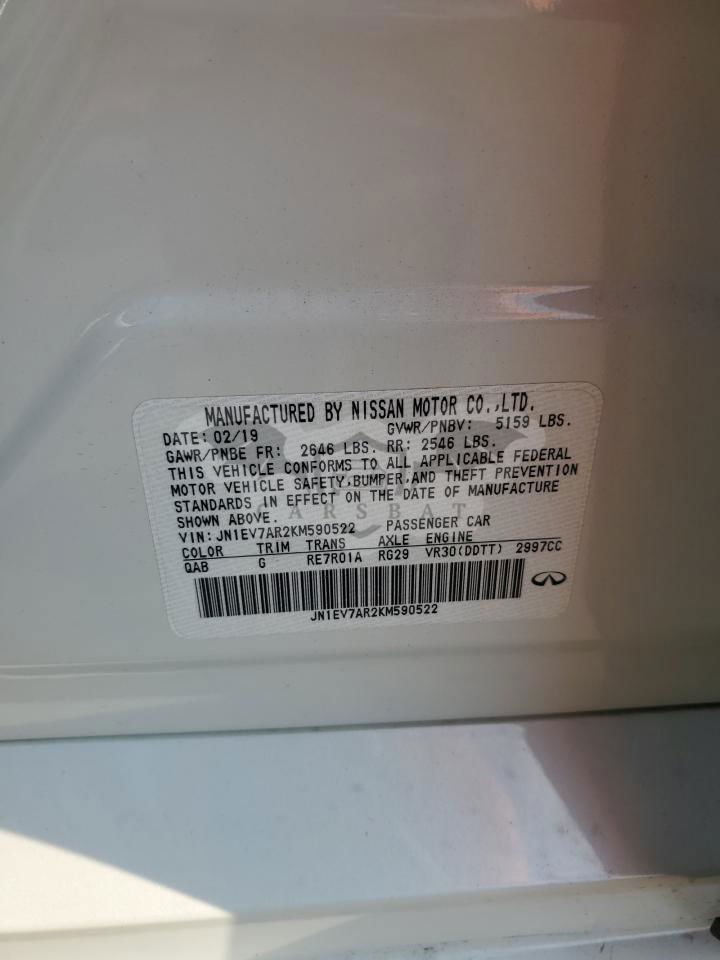 MANUFACTURED BY NISSAN MOTOR CO.,LTD.
DATE: 02/19 GVWR/PNBV: 5159 LBS.
GAWR/PNBE FR: 2646 LBS. RR: 2546 LBS.
THIS VEHICLE CONFORMS TO ALL APPLICABLE FEDERAL
MOTOR VEHICLE SAFETY,BUMPER,AND THEFT PREVENTION
STANDARDS IN EFFECT ON THE DATE OF MANUFACTURE
SHOWN ABOVE.
CARSBAT
VIN: JN1EV7AR2KM590522 PASSENGER CAR
COLOR TRIM TRANS AXLE ENGINE
QAB G RE7R01A RG29 VR30(DDTT) 2997CC
JN1EV7AR2KM590522